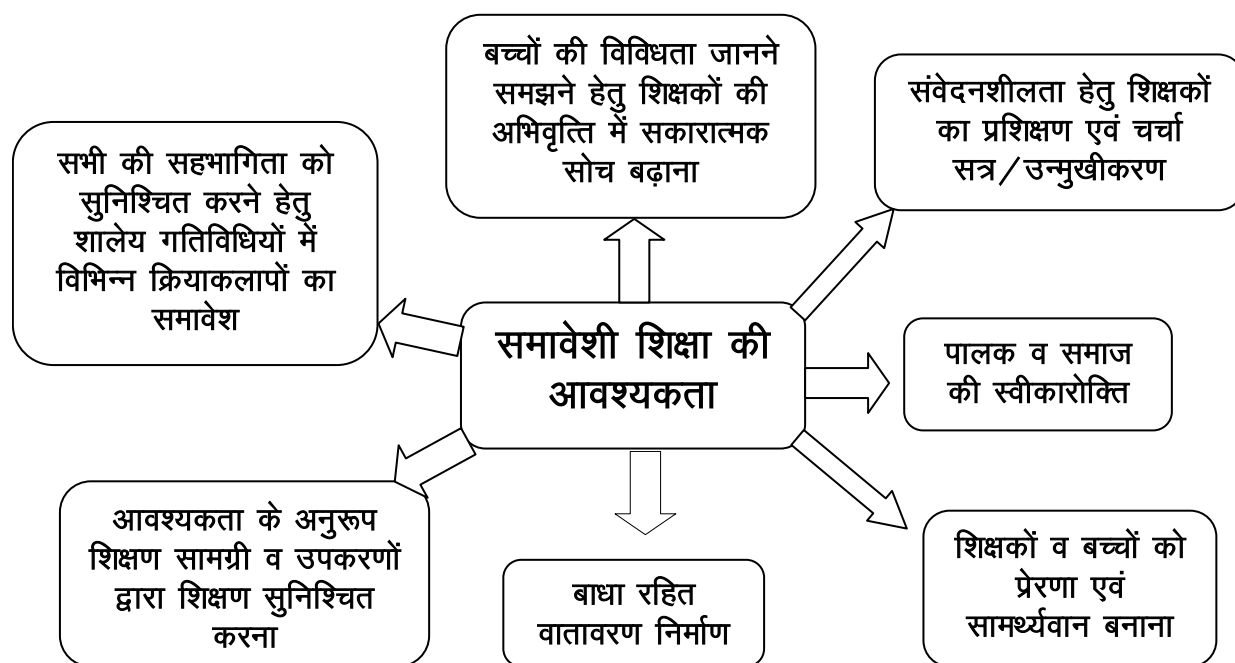 बच्चों की विविधता जानने
समझने हेतु शिक्षकों की
अभिवृत्ति में सकारात्मक
सोच बढ़ाना
संवेदनशीलता हेतु शिक्षकों
का प्रशिक्षण एवं चर्चा
सत्र/उन्मुखीकरण
सभी की सहभागिता को
सुनिश्चित करने हेतु
शालेय गतिविधियों में
विभिन्न क्रियाकलापों का
समावेश
समावेशी शिक्षा की
आवश्यकता
पालक व समाज
की स्वीकारोक्ति
आवश्यकता के अनुरूप
शिक्षण सामग्री व उपकरणों
द्वारा शिक्षण सुनिश्चित
करना
बाधा रहित
वातावरण निर्माण
शिक्षकों व बच्चों को
प्रेरणा एवं
सामर्थ्यवान बनाना